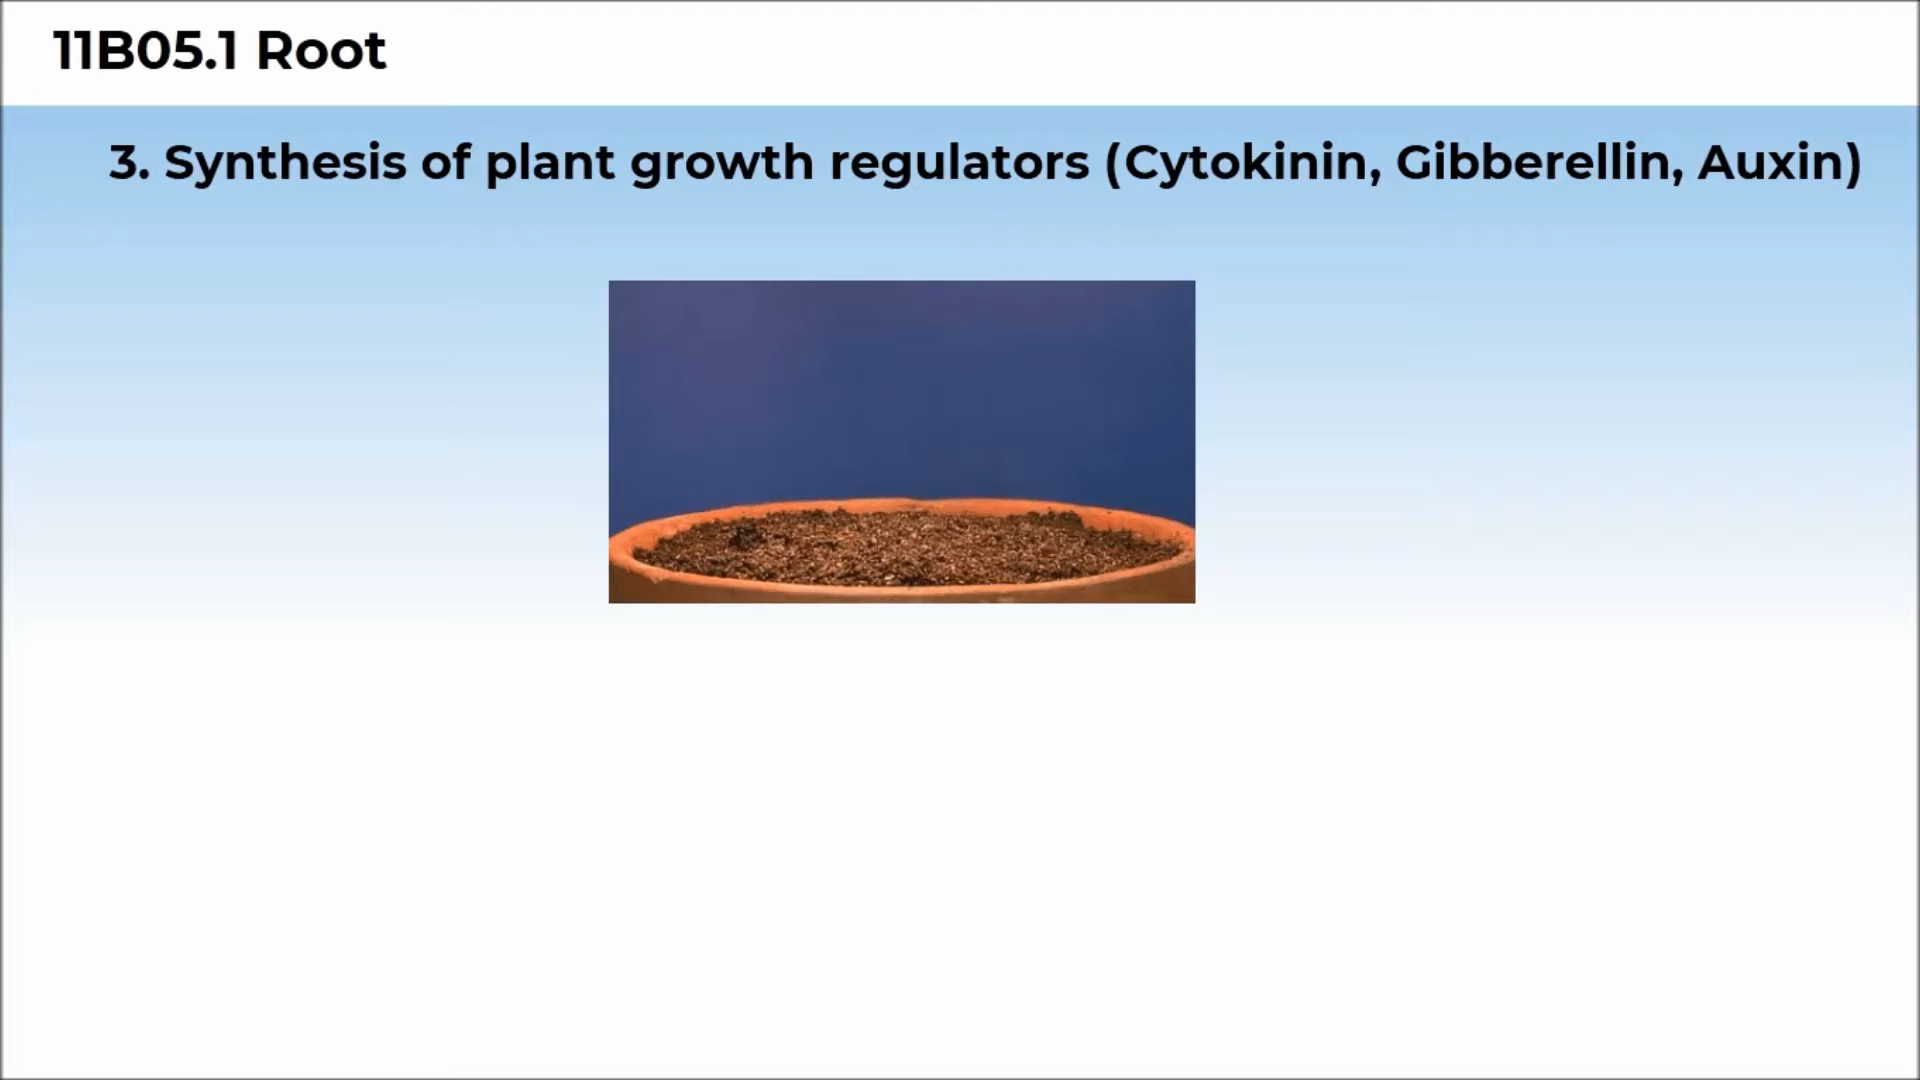 11B05.1 Root
3. Synthesis of plant growth regulators (Cytokinin, Gibberellin, Auxin)